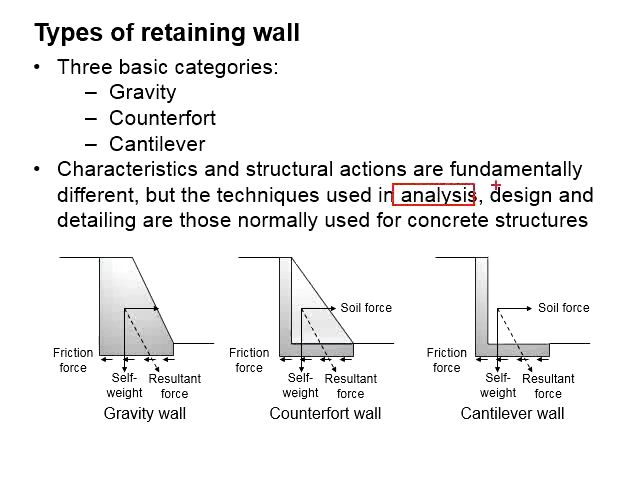 Types of retaining wall
• Three basic categories:
– Gravity
– Counterfort
– Cantilever
• Characteristics and structural actions are fundamentally
different, but the techniques used in analysis, design and
detailing are those normally used for concrete structures
Friction
force
Self-
weight
Resultant
force
Gravity wall
Soil force
Friction
force
Self-
weight
Resultant
force
Counterfort wall
Soil force
Friction
force
Self-
weight
Resultant
force
Cantilever wall